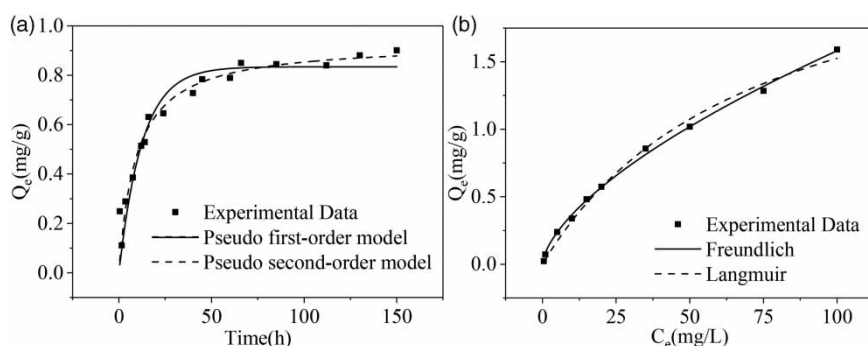 (a)
1.0
0.8
0.6
0.4
0.2
0.0
Qe(mg/g)
Experimental Data
Pseudo first-order model
Pseudo second-order model
0
50
100
150
Time(h)
(b)
1.5
1.0
0.5
0.0
Qe(mg/g)
Experimental Data
Freundlich
Langmuir
0
25
50
75
100
Ce(mg/L)